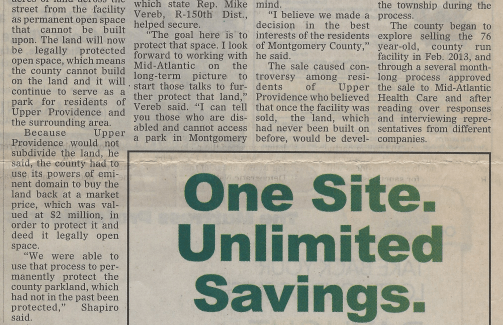 street from the facility
as permanent open space
that cannot be built
upon. The land will now
be legally protected
open space, which means
the county cannot build
on the land and it will
continue to serve as a
park for residents of
Upper Providence and
the surrounding area.
Because Upper
Providence would not
subdivide the land, he
said, the county had to
use its powers of emi-
nent domain to buy the
land back at a market
price, which was val-
ued at $2 million, in
order to protect it and
deed it legally open
space.
"We were able to
use that process to per-
manently protect the
county parkland, which
had not in the past been
protected," Shapiro
said.
which state Rep. Mike
Vereb, R-150th Dist.,
helped secure.
"The goal here is to
protect that space. I look
forward to working with
Mid-Atlantic on the
long-term picture to
start those talks to fur-
ther protect that land,"
Vereb said. "I can tell
you those who are dis-
abled and cannot access
a park in Montgomery
mind.
"I believe we made a
decision in the best
interests of the residents
of Montgomery County,"
he said.
The sale caused con-
troversy among resi-
dents of Upper
Providence who believed
that once the facility was
sold, the land, which
had never been built on
before, would be devel-
the township during the
process.
The county began to
explore selling the 76
year-old, county run
facility in Feb. 2013, and
through a several month-
long process approved
the sale to Mid-Atlantic
Health Care and after
reading over responses
and interviewing repre-
sentatives from different
companies.
One Site.
Unlimited
Savings.